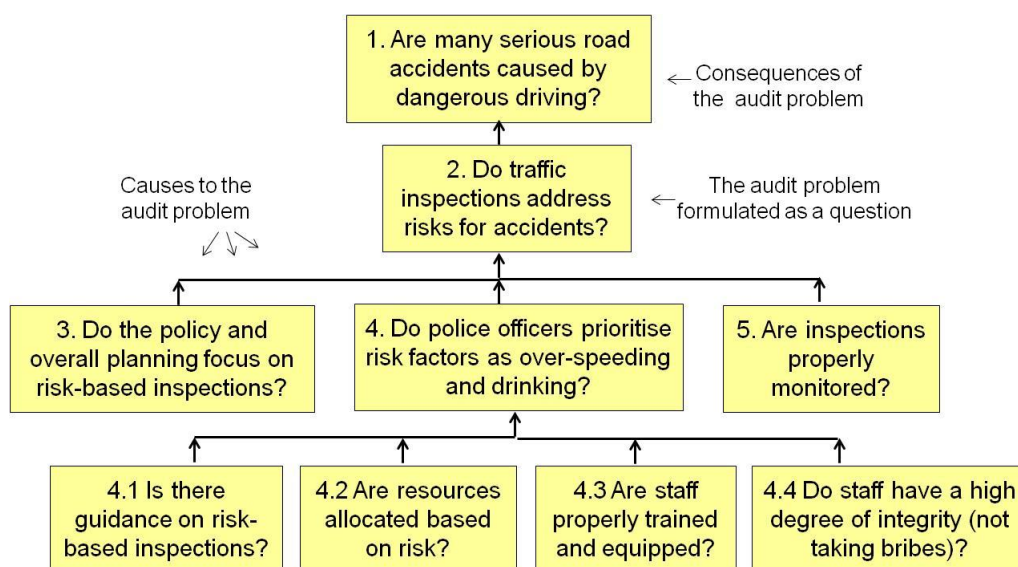 1. Are many serious road
accidents caused by
dangerous driving?
Consequences of
the audit problem
2. Do traffic
inspections address
risks for accidents?
Causes to the
audit problem
The audit problem
formulated as a question
3. Do the policy and
overall planning focus on
risk-based inspections?
4. Do police officers prioritise
risk factors as over-speeding
and drinking?
5. Are inspections
properly
monitored?
4.1 Is there
guidance on risk-
based inspections?
4.2 Are resources
allocated based
on risk?
4.3 Are staff
properly trained
and equipped?
4.4 Do staff have a high
degree of integrity (not
taking bribes)?